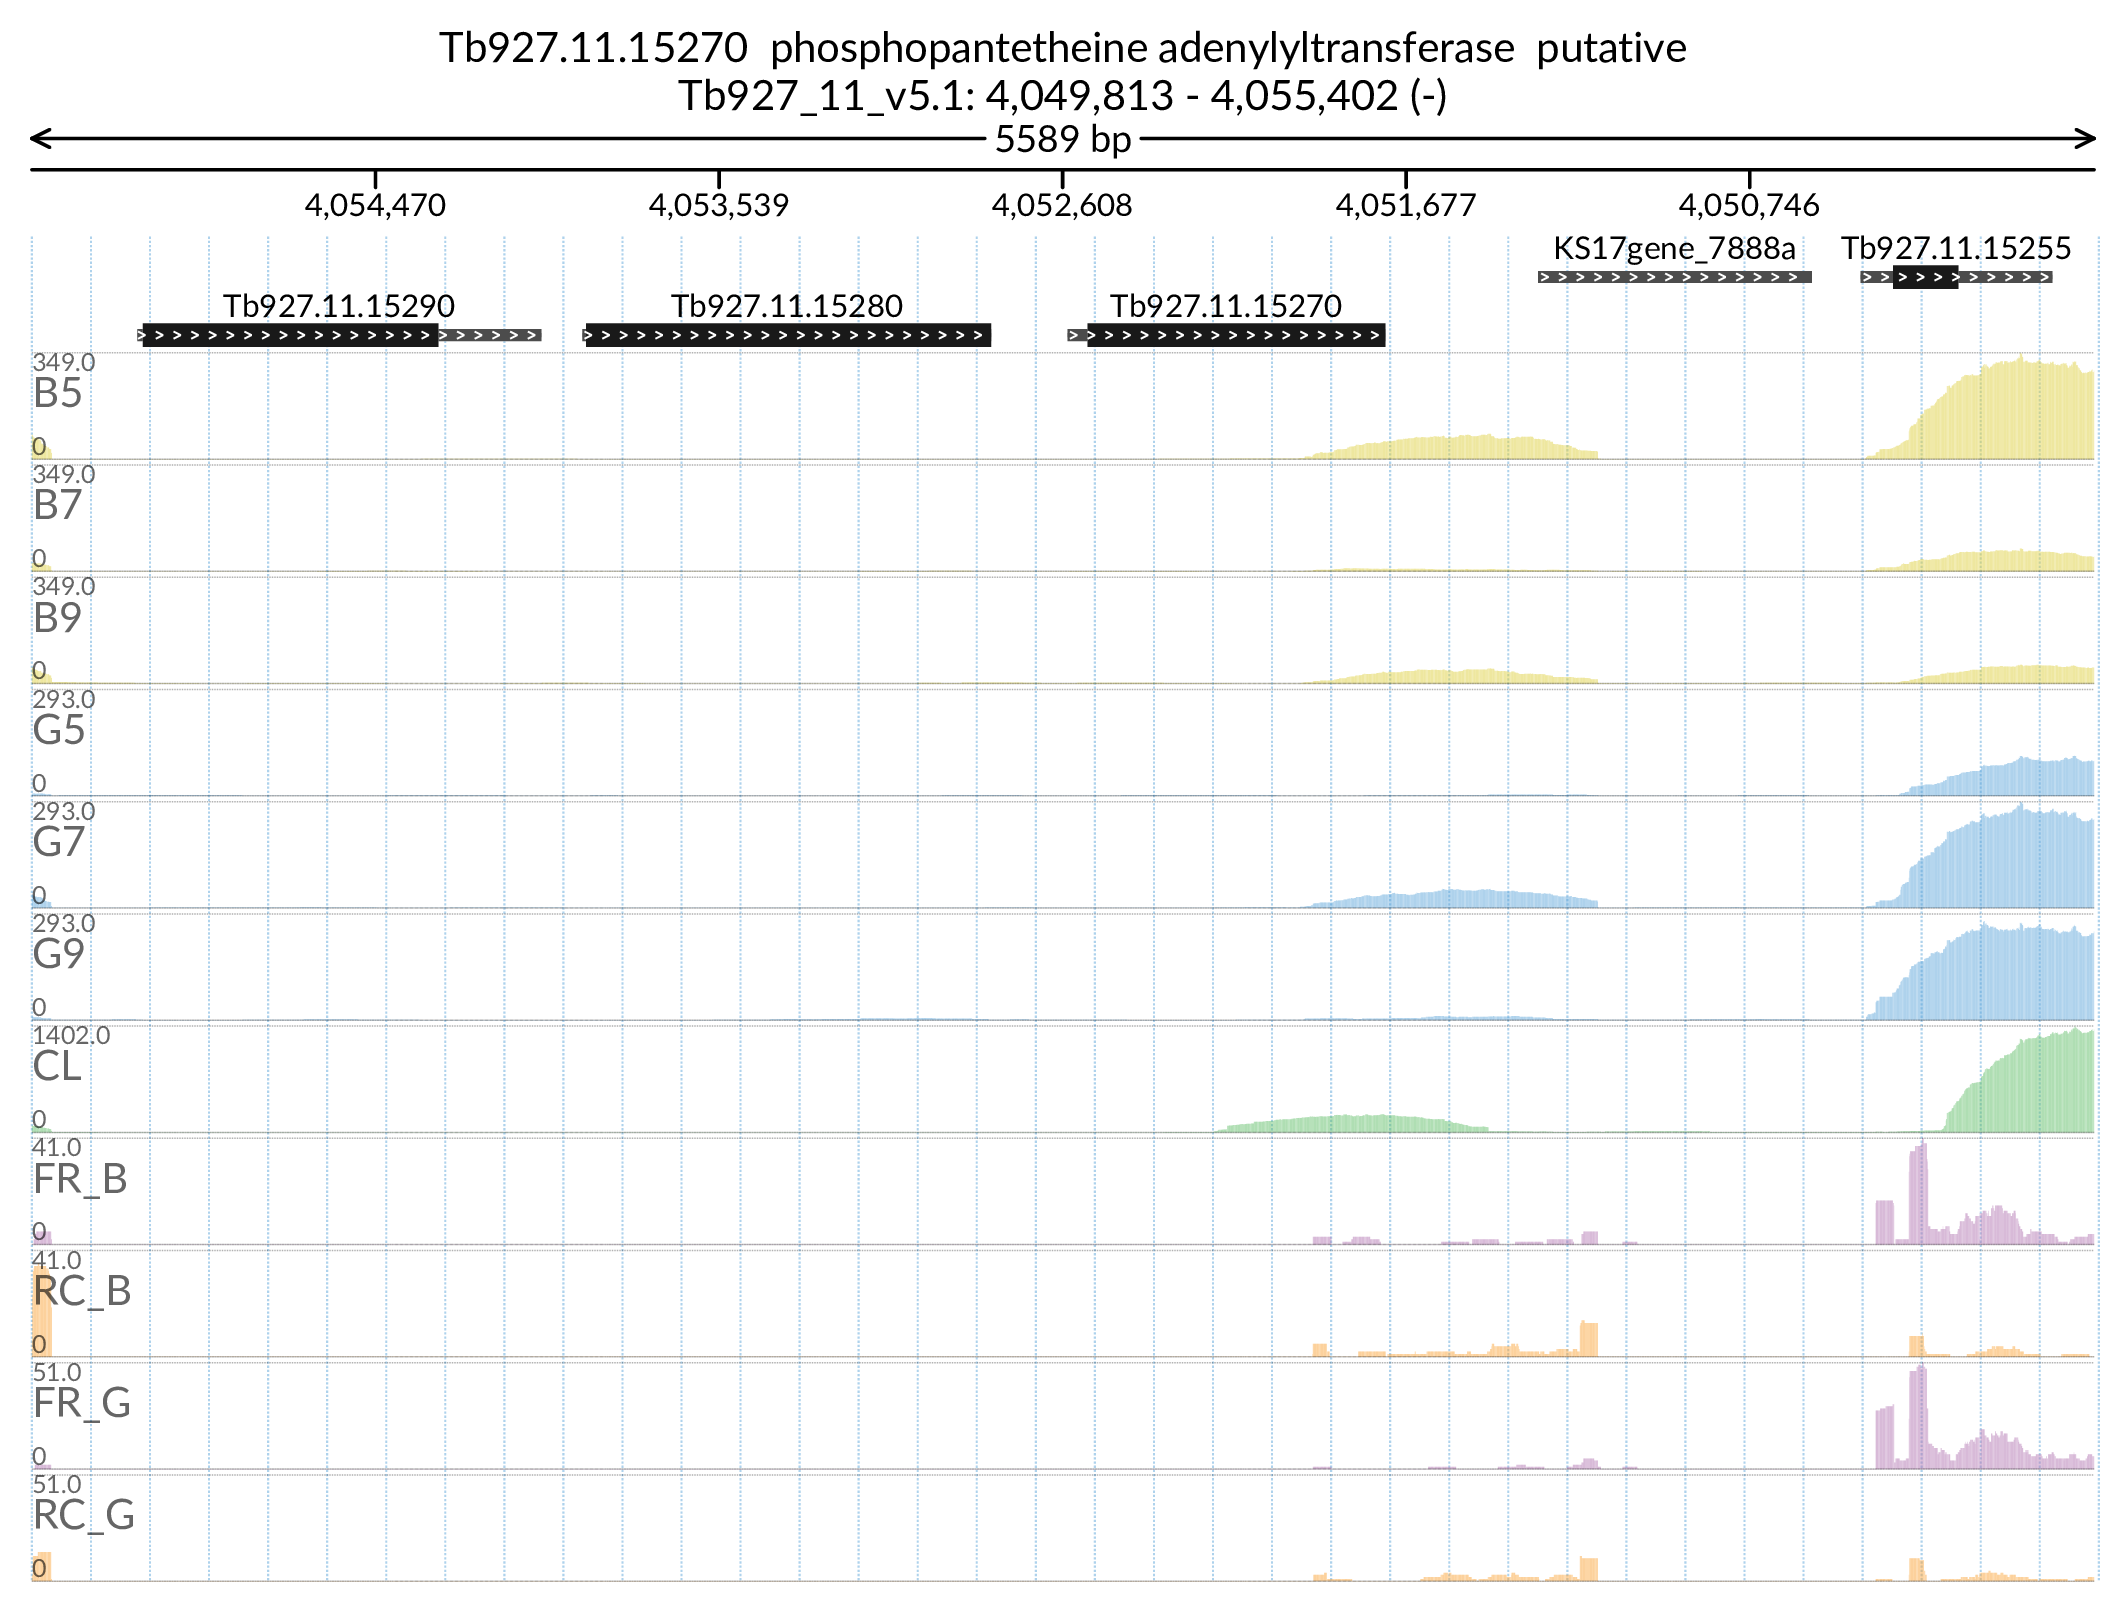 Tb927.11.15270  phosphopantetheine adenylyltransferase  putative
Tb927_11_v5.1: 4,049,813 - 4,055,402 (-)
5589 bp
4,054,470 4,053,539 4,052,608 4,051,677 4,050,746
KS17gene_7888a Tb927.11.15255
Tb927.11.15290 Tb927.11.15280 Tb927.11.15270
349.0
B5
0
349.0
B7
0
349.0
B9
0
293.0
G5
0
293.0
G7
0
293.0
G9
0
1402.0
CL
0
41.0
FR_B
0
41.0
RC_B
0
51.0
FR_G
0
51.0
RC_G
0